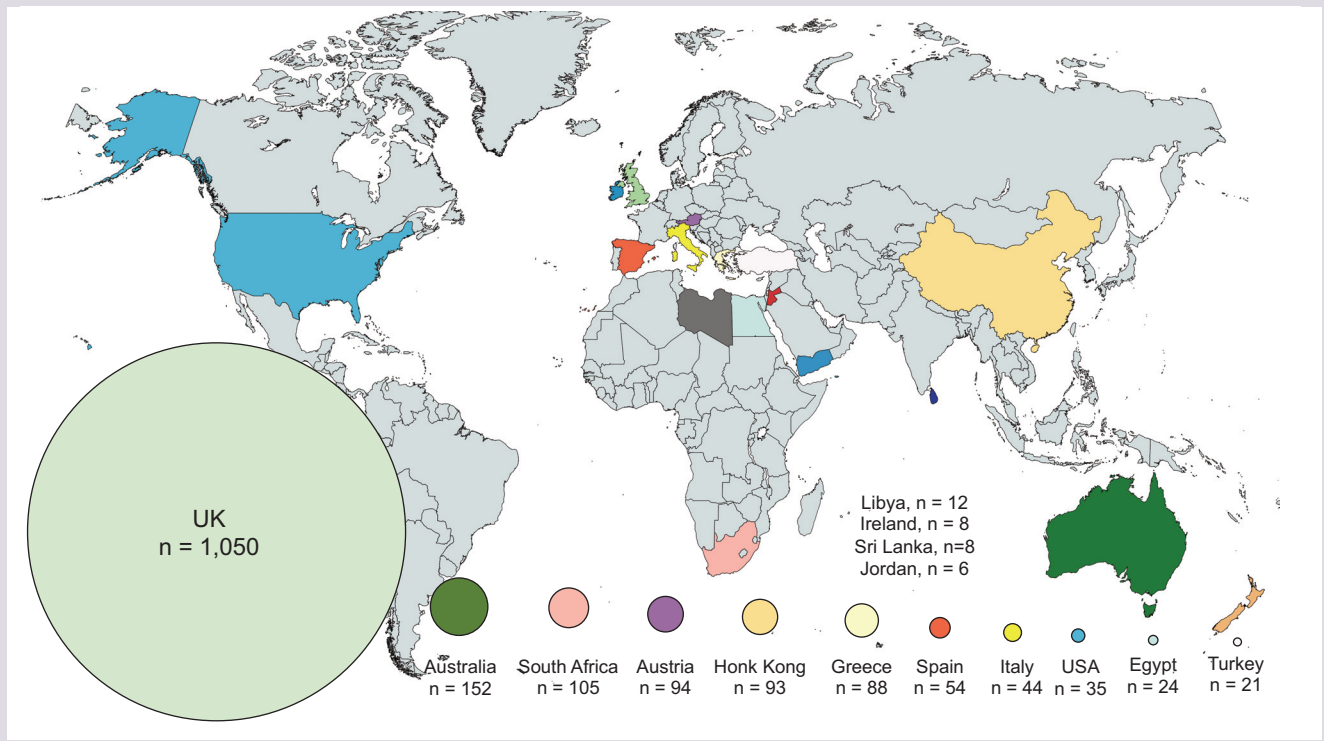 UK
n = 1,050
Libya, n = 12
Ireland, n = 8
Sri Lanka, n=8
Jordan, n = 6
Australia
n = 152
South Africa
n = 105
Austria
n = 94
Honk Kong
n = 93
Greece
n = 88
Spain
n = 54
Italy
n = 44
USA
n = 35
Egypt
n = 24
Turkey
n = 21